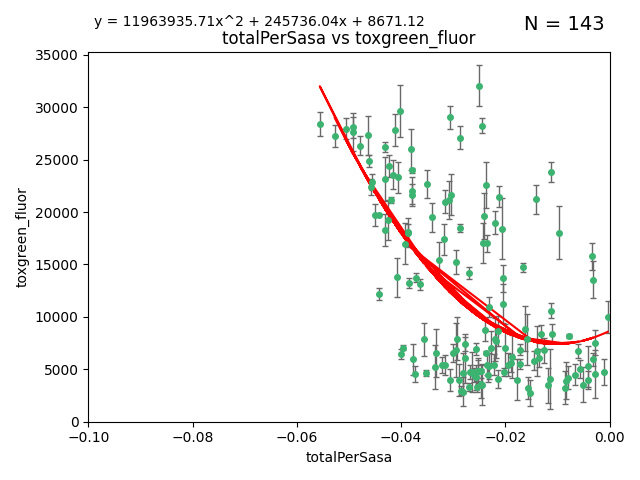 y = 11963935.71x^2 + 245736.04x + 8671.12
N = 143
totalPerSasa vs toxgreen_fluor
35000
30000
25000
20000
15000
10000
5000
0
toxgreen_fluor
−0.10 −0.08 −0.06 −0.04 −0.02 0.00
totalPerSasa